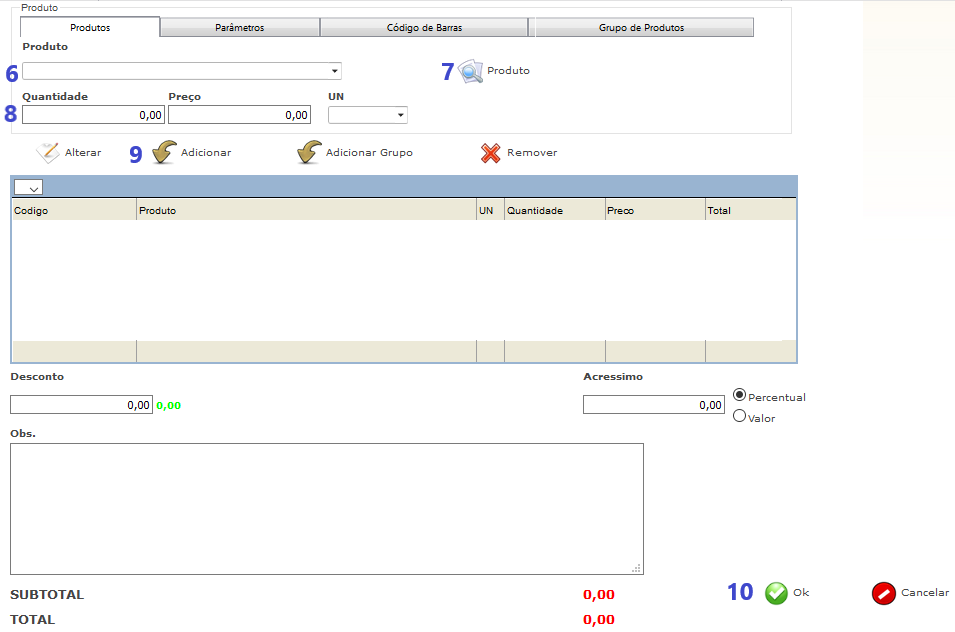 Produto
Produtos Parâmetros Código de Barras Grupo de Produtos
Produto
6 7 Produto
Quantidade Preço UN
8 0,00 0,00
Alterar 9 Adicionar Adicionar Grupo Remover
Codigo Produto UN Quantidade Preco Total
Desconto Acressimo
0,00 0,00 0,00 Percentual
Valor
Obs.
SUBTOTAL 0,00 10 Ok Cancelar
TOTAL 0,00